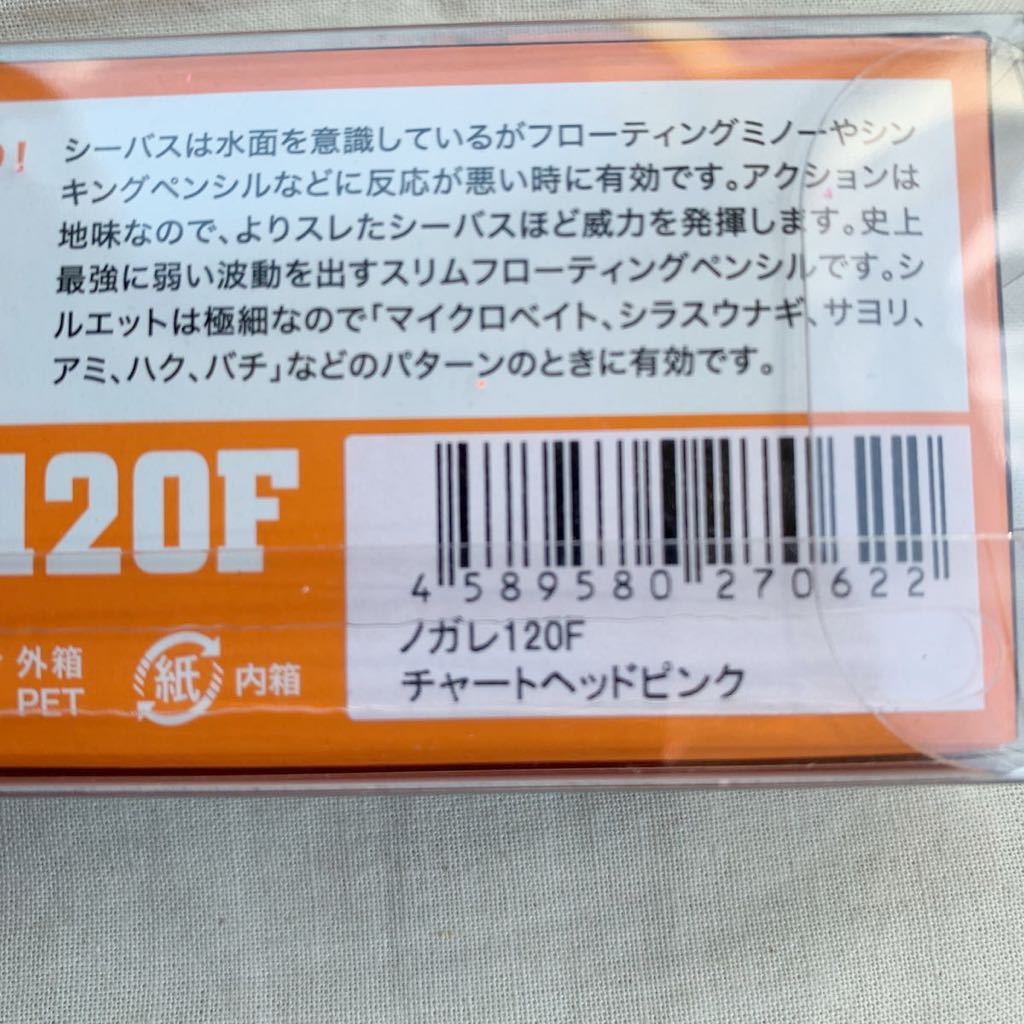 !
シーバスは水面を意識しているがフローティングミノーやシン
キングペンシルなどに反応が悪い時に有効です。アクションは
地味なので、よりスレたシーバスほど威力を発揮します。史上
最強に弱い波動を出すスリムフローティングペンシルです。シ
ルエットは極細なので「マイクロベイト、シラスウナギ、サヨリ、
アミ、ハク、バチ」などのパターンのときに有効です。
120F
4 589580 270622
ノガレ120F
チャートヘッドピンク
外箱
PET
紙 内箱